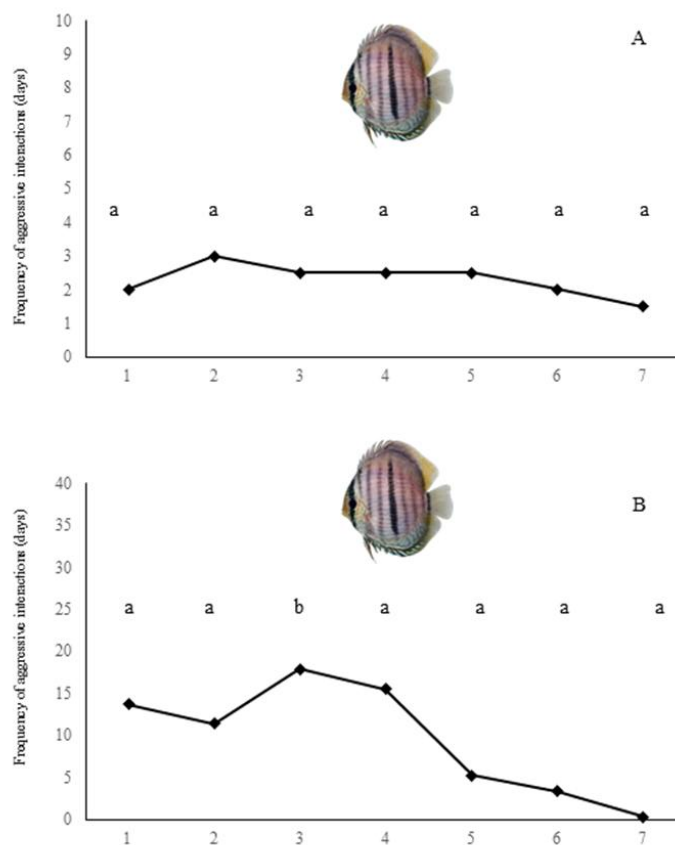 A
Frequency of aggressive interactions (days)
10
9
8
7
6
5
4
3
2
1
0
a a a a a a a
1 2 3 4 5 6 7
B
Frequency of aggressive interactions (days)
40
35
30
25
20
15
10
5
0
a a b a a a a
1 2 3 4 5 6 7